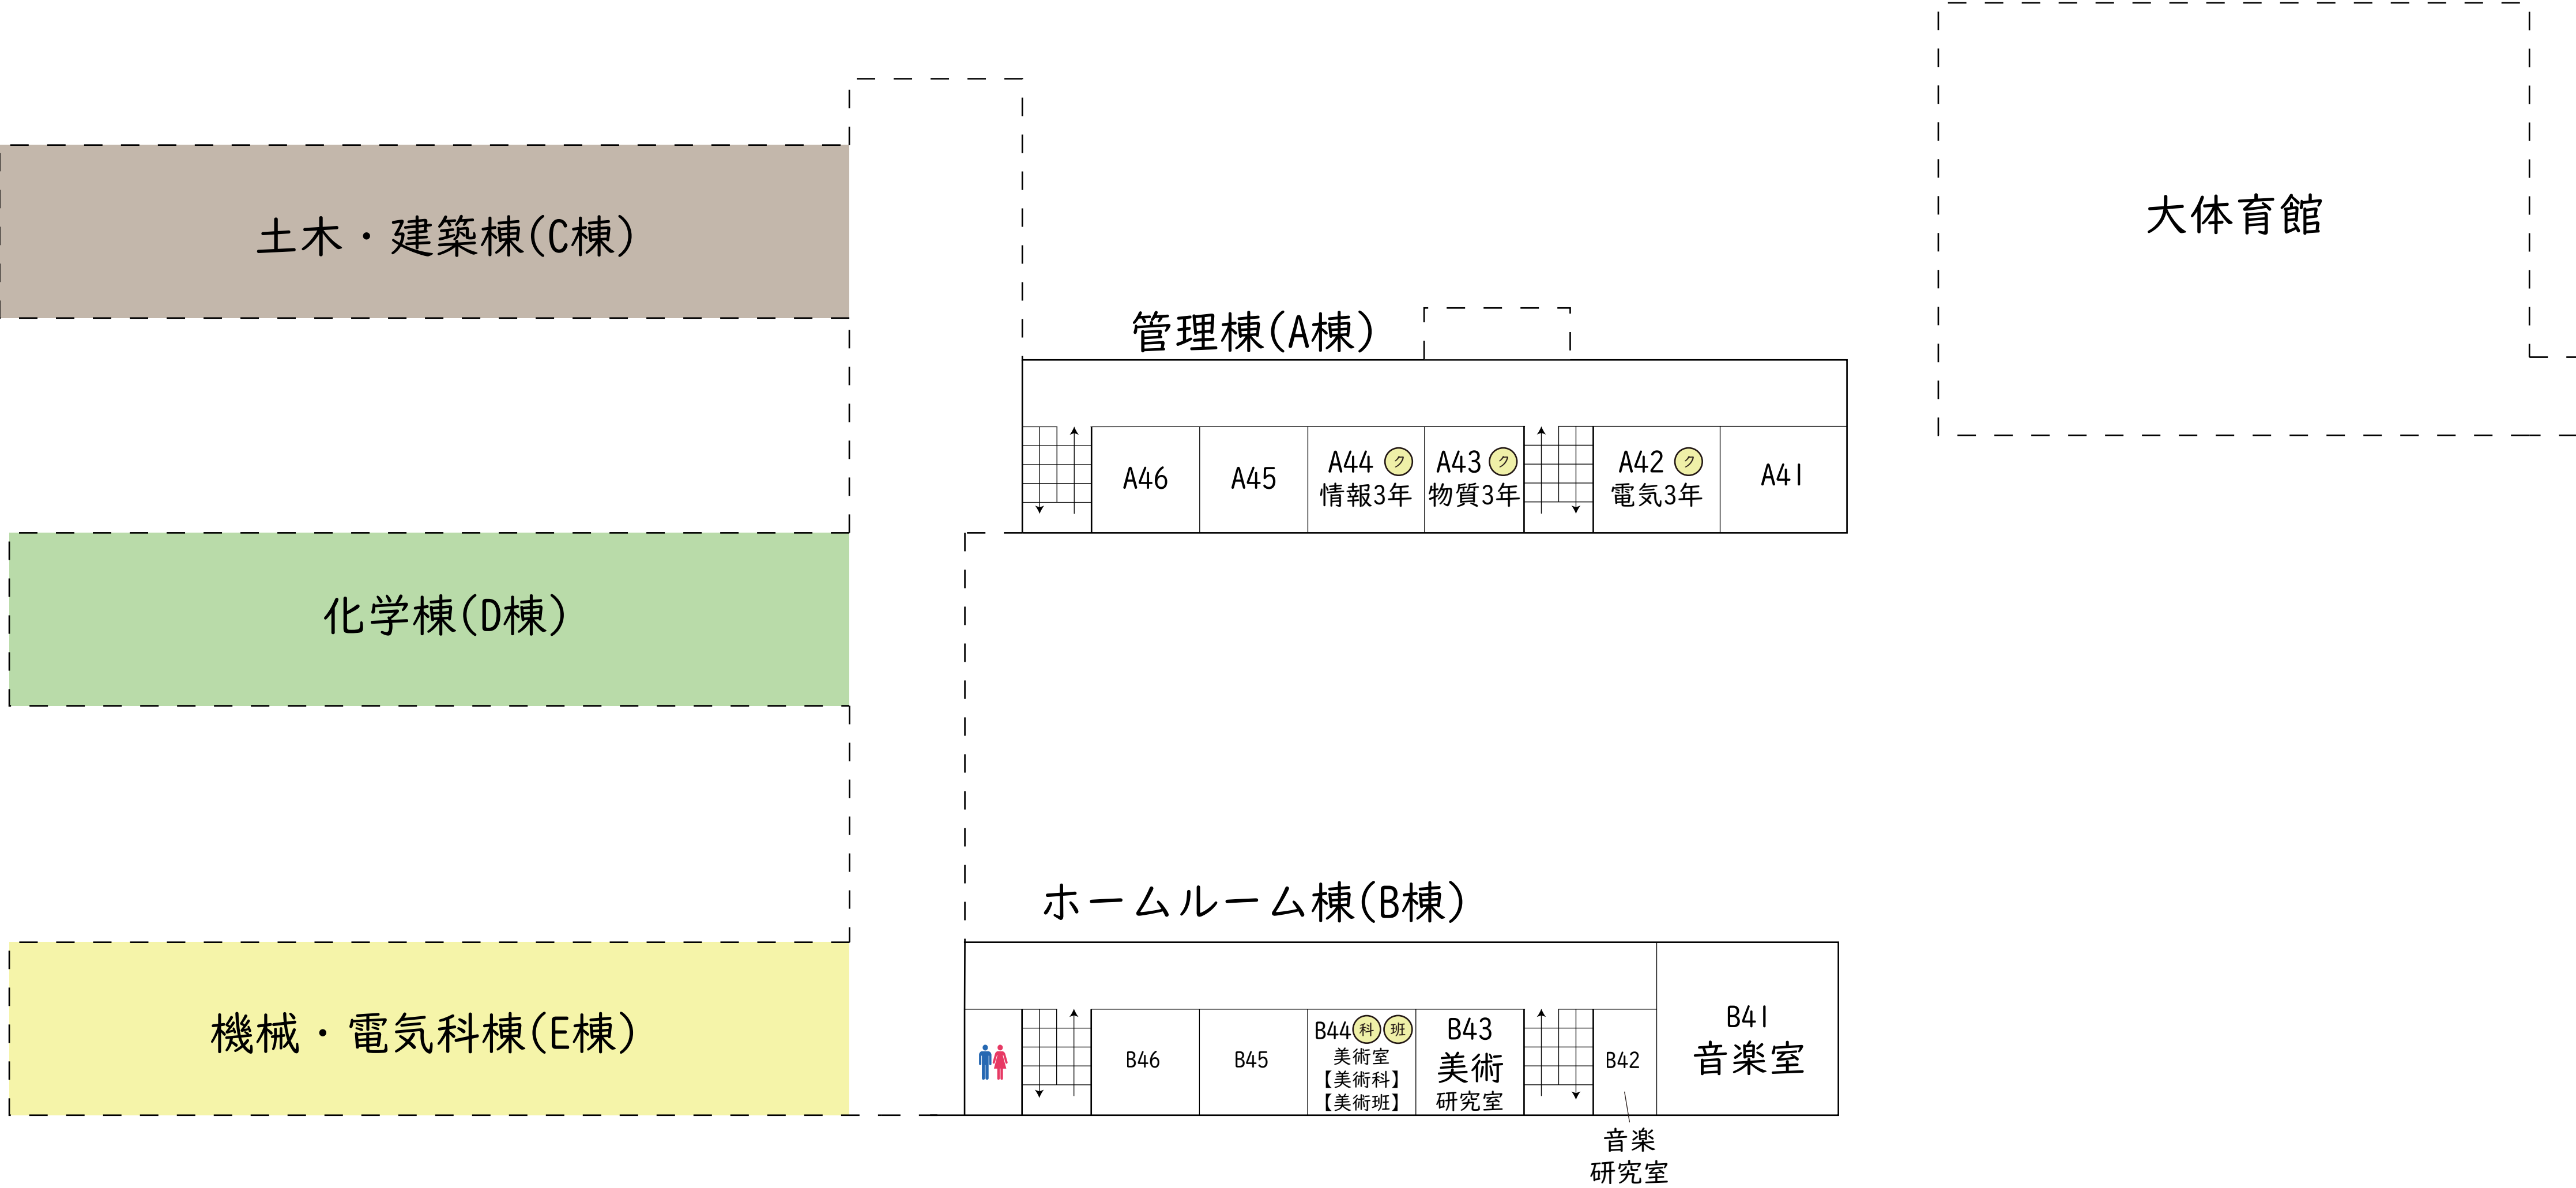 大体育館
土木・建築棟(C棟)
管理棟(A棟)
A46
A45
A44 ク
情報3年
A43 ク
物質3年
A42 ク
電気3年
A41
化学棟(D棟)
ホームルーム棟(B棟)
機械・電気科棟(E棟)
B46
B45
B44 科 班
美術室
【美術科】
【美術班】
B43
美術
研究室
B42
音楽
研究室
B41
音楽室